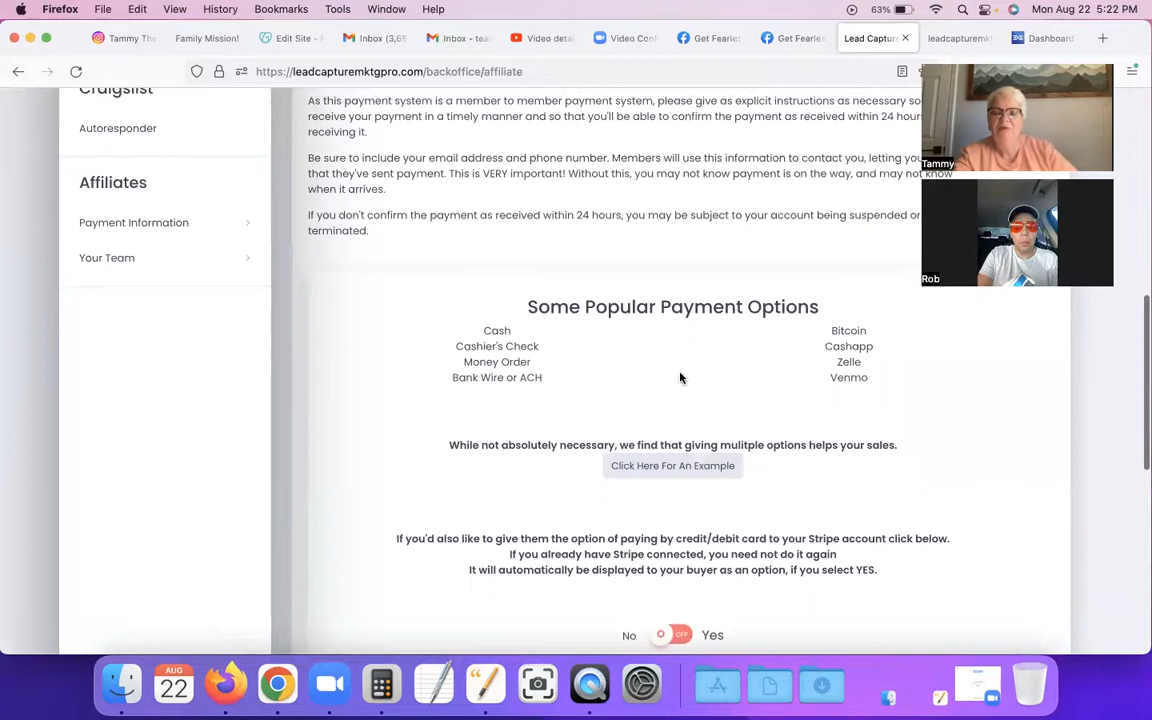 Firefox File Edit View History Bookmarks Tools Window Help 63% Mon Aug 22 5:22 PM
Tammy The Family Mission! Edit Site - F Inbox (3,68 Inbox - tea Video deta Video Conf Get Fearle Get Fearles Lead Captur leadcapturemkt Dashboard
https://leadcapturemktgpro.com/backoffice/affiliate
Craigslist
Autoresponder
Affiliates
Payment Information
Your Team
As this payment system is a member to member payment system, please give as explicit instructions as necessary so
receive your payment in a timely manner and so that you'll be able to confirm the payment as received within 24 hours
receiving it.
Be sure to include your email address and phone number. Members will use this information to contact you, letting you
that they've sent payment. This is VERY important! Without this, you may not know payment is on the way, and may not know
when it arrives.
If you don't confirm the payment as received within 24 hours, you may be subject to your account being suspended or
terminated.
Some Popular Payment Options
Cash Bitcoin
Cashier's Check Cashapp
Money Order Zelle
Bank Wire or ACH Venmo
While not absolutely necessary, we find that giving mulitple options helps your sales.
Click Here For An Example
If you'd also like to give them the option of paying by credit/debit card to your Stripe account click below.
If you already have Stripe connected, you need not do it again
It will automatically be displayed to your buyer as an option, if you select YES.
No OFF Yes
Tammy
Rob
AUG
22